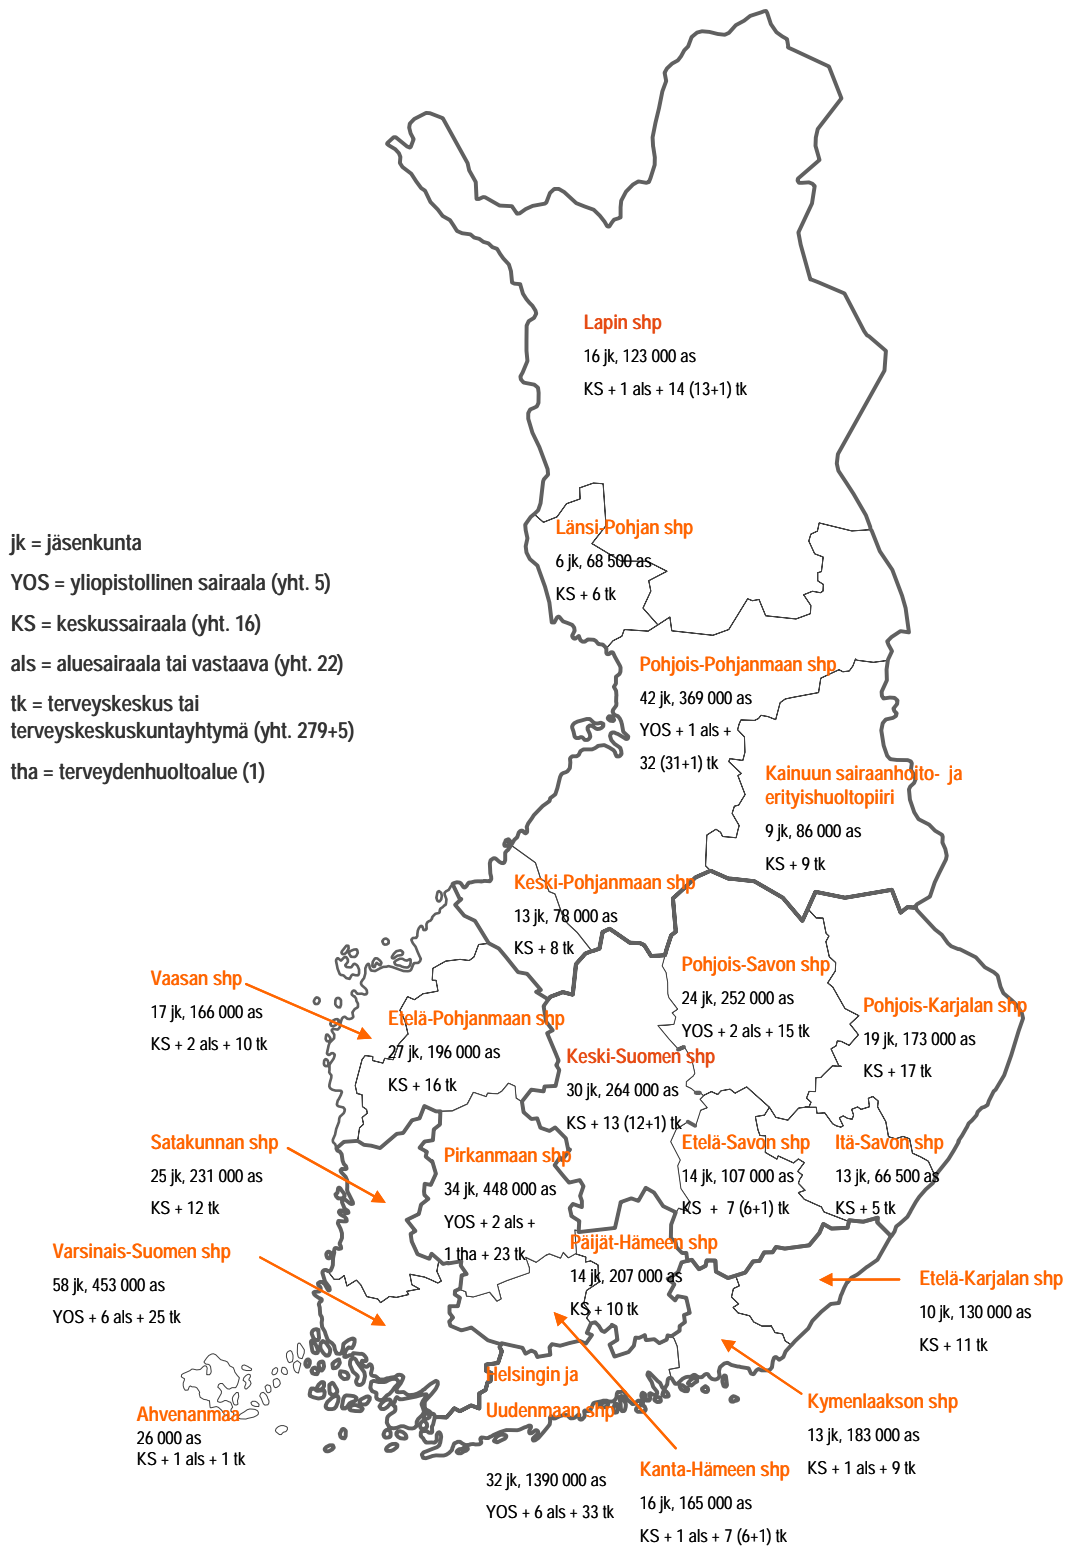 Lapin shp
16 jk, 123 000 as
KS + 1 als + 14 (13+1) tk
Länsi-Pohjan shp
6 jk, 68 500 as
KS + 6 tk
jk = jäsenkunta
YOS = yliopistollinen sairaala (yht. 5)
KS = keskussairaala (yht. 16)
als = aluesairaala tai vastaava (yht. 22)
tk = terveyskeskus tai
terveyskeskuskuntayhtymä (yht. 279+5)
tha = terveydenhuoltoalue (1)
Pohjois-Pohjanmaan shp
42 jk, 369 000 as
YOS + 1 als +
32 (31+1) tk
Kainuun sairaanhoito- ja
erityishuoltopiiri
9 jk, 86 000 as
KS + 9 tk
Keski-Pohjanmaan shp
13 jk, 78 000 as
KS + 8 tk
Vaasan shp
17 jk, 166 000 as
KS + 2 als + 10 tk
Etelä-Pohjanmaan shp
27 jk, 196 000 as
KS + 16 tk
Pohjois-Savon shp
24 jk, 252 000 as
YOS + 2 als + 15 tk
Pohjois-Karjalan shp
19 jk, 173 000 as
KS + 17 tk
Keski-Suomen shp
30 jk, 264 000 as
KS + 13 (12+1) tk
Satakunnan shp
25 jk, 231 000 as
KS + 12 tk
Pirkanmaan shp
34 jk, 448 000 as
YOS + 2 als +
1 tha + 23 tk
Etelä-Savon shp
14 jk, 107 000 as
KS + 7 (6+1) tk
Itä-Savon shp
13 jk, 66 500 as
KS + 5 tk
Varsinais-Suomen shp
58 jk, 453 000 as
YOS + 6 als + 25 tk
Päijät-Hämeen shp
14 jk, 207 000 as
KS + 10 tk
Etelä-Karjalan shp
10 jk, 130 000 as
KS + 11 tk
Ahvenanmaa
26 000 as
KS + 1 als + 1 tk
Helsingin ja
Uudenmaan shp
32 jk, 1390 000 as
YOS + 6 als + 33 tk
Kymenlaakson shp
13 jk, 183 000 as
KS + 1 als + 9 tk
Kanta-Hämeen shp
16 jk, 165 000 as
KS + 1 als + 7 (6+1) tk